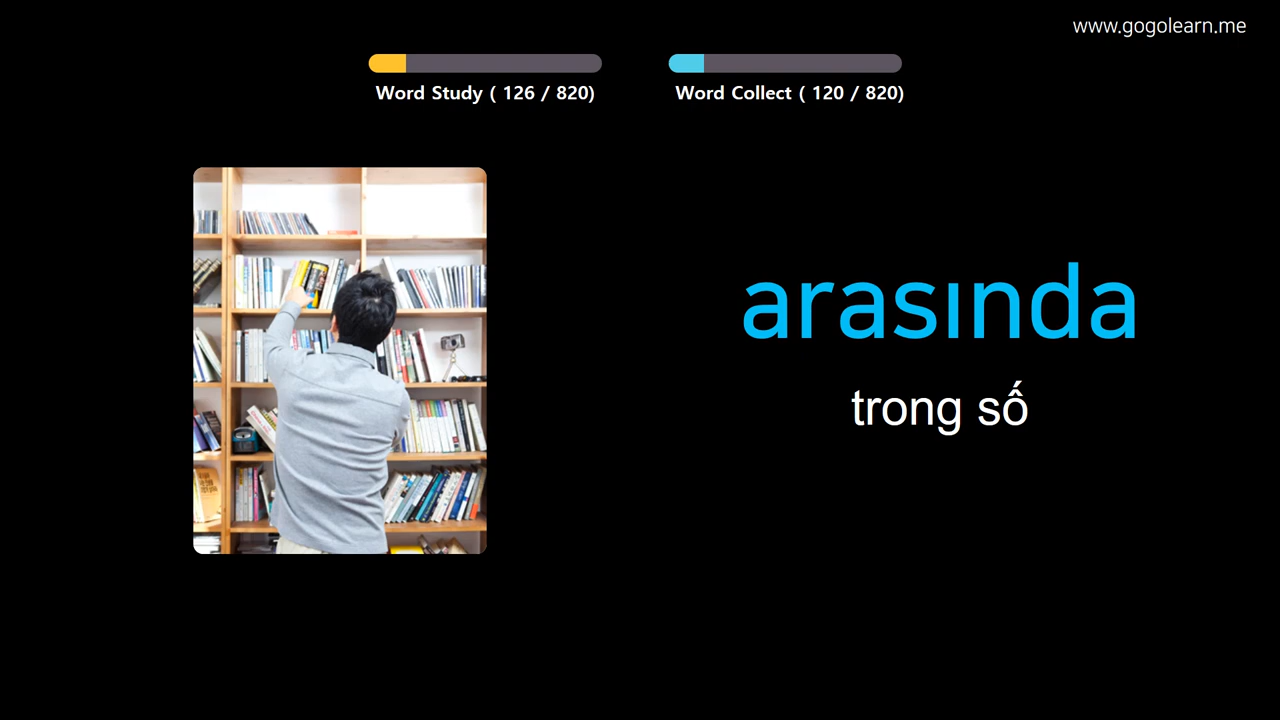 www.gogolearn.me
Word Study ( 126 / 820)
Word Collect ( 120 / 820)
arasında
trong số